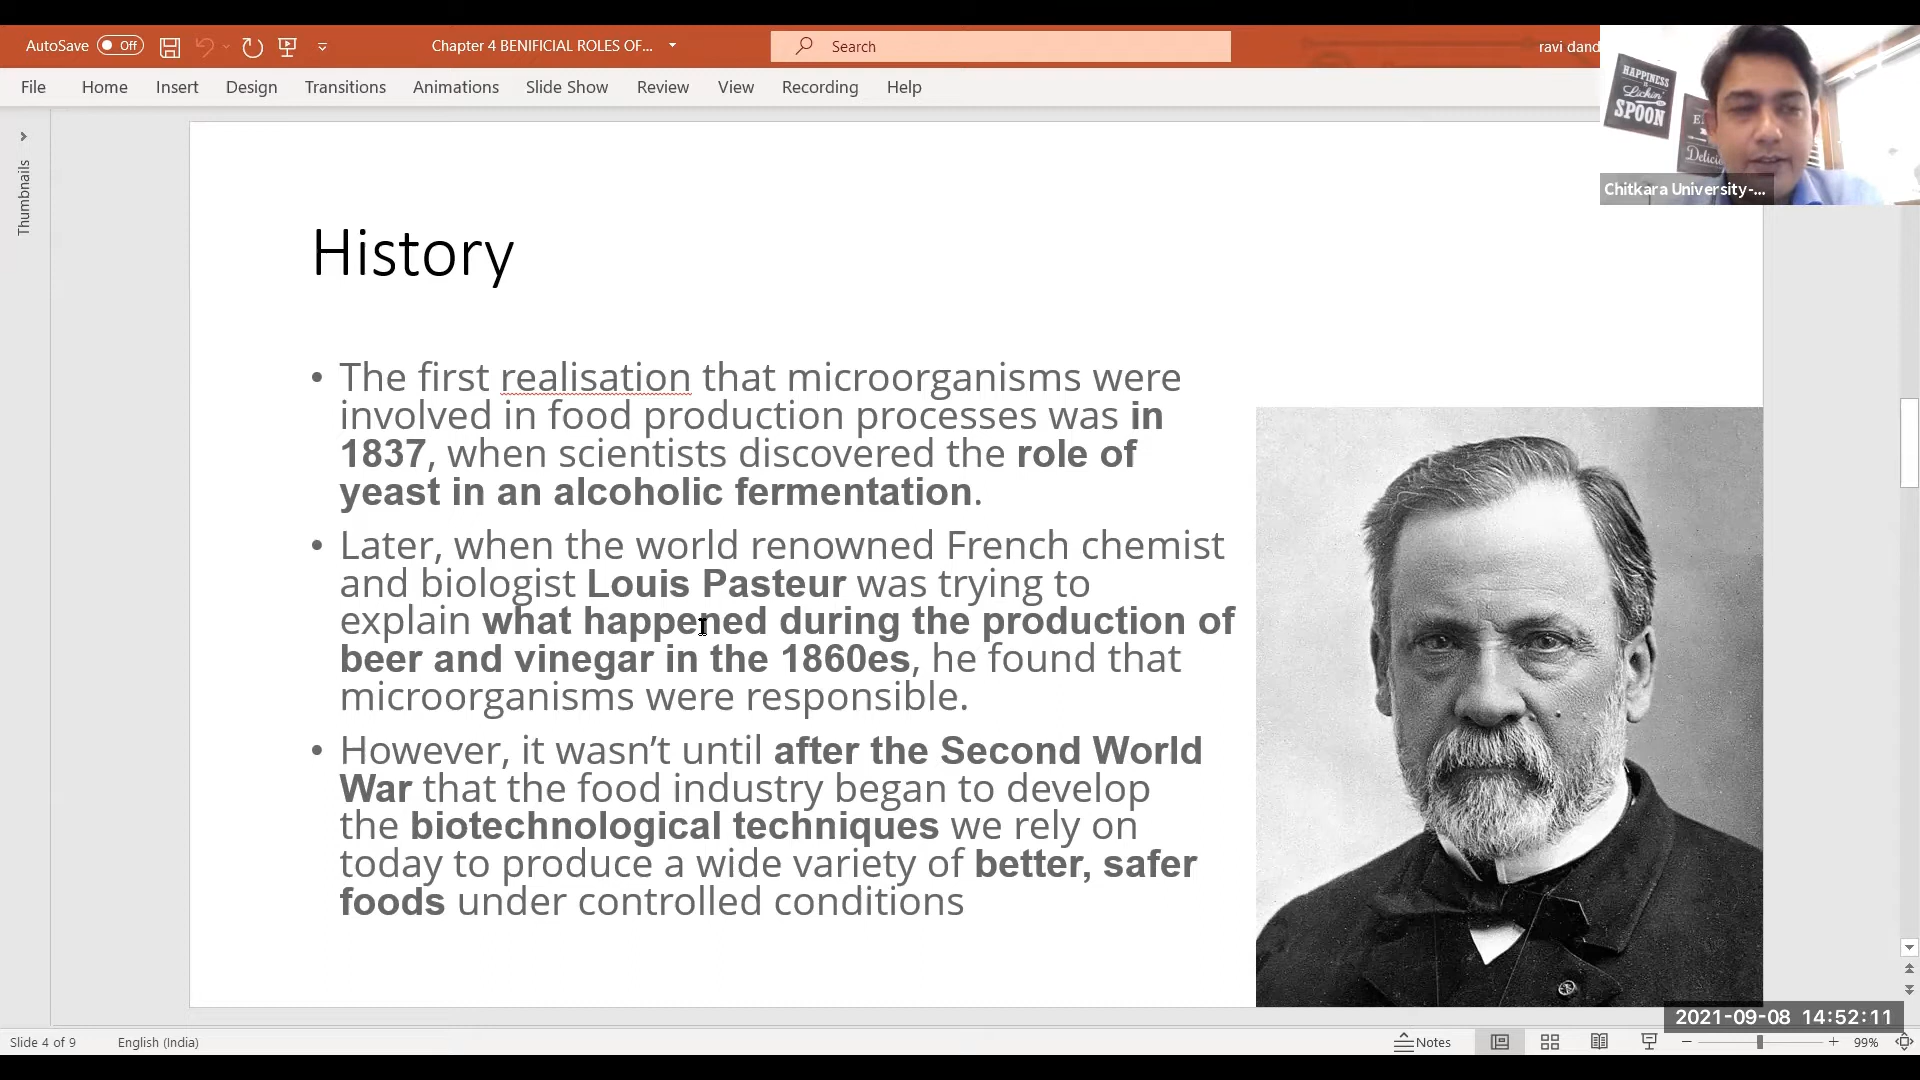 AutoSave Off
Chapter 4 BENIFICIAL ROLES OF...
Search
ravi dand
File Home Insert Design Transitions Animations Slide Show Review View Recording Help
HAPPINESS
Lickin'
SPOON
Chitkara University-...
Thumbnails
History
• The first realisation that microorganisms were
involved in food production processes was in
1837, when scientists discovered the role of
yeast in an alcoholic fermentation.
• Later, when the world renowned French chemist
and biologist Louis Pasteur was trying to
explain what happened during the production of
beer and vinegar in the 1860es, he found that
microorganisms were responsible.
• However, it wasn’t until after the Second World
War that the food industry began to develop
the biotechnological techniques we rely on
today to produce a wide variety of better, safer
foods under controlled conditions
2021-09-08 14:52:11
Slide 4 of 9 English (India) Notes 99%